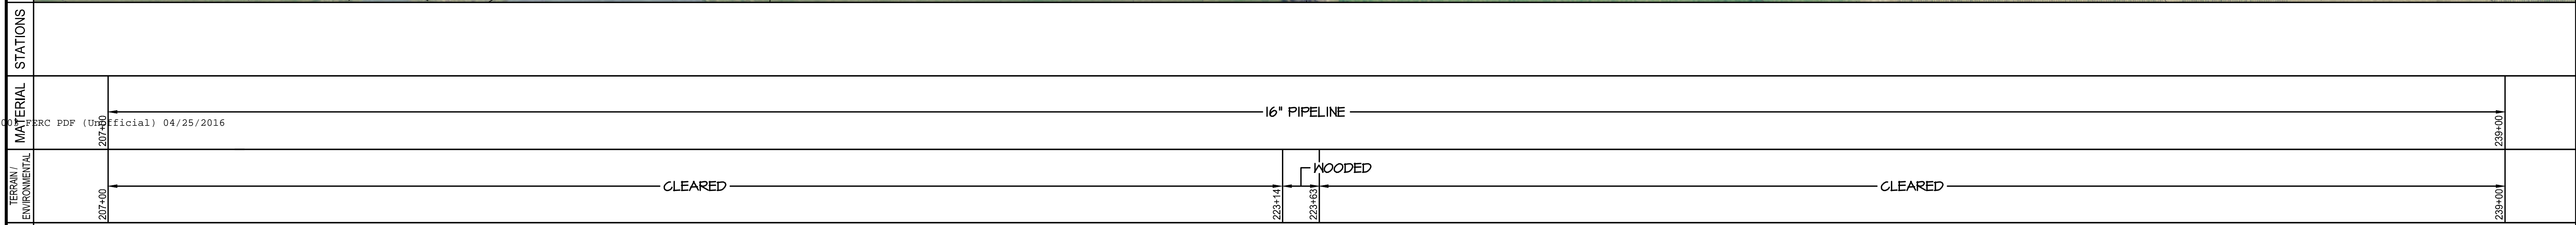 STATIONS
MATERIAL
207+00
16" PIPELINE
239+00
FERC PDF (Unofficial) 04/25/2016
TERRAIN /
ENVIRONMENTAL
207+00
CLEARED
223+14
WOODED
223+63
CLEARED
239+00